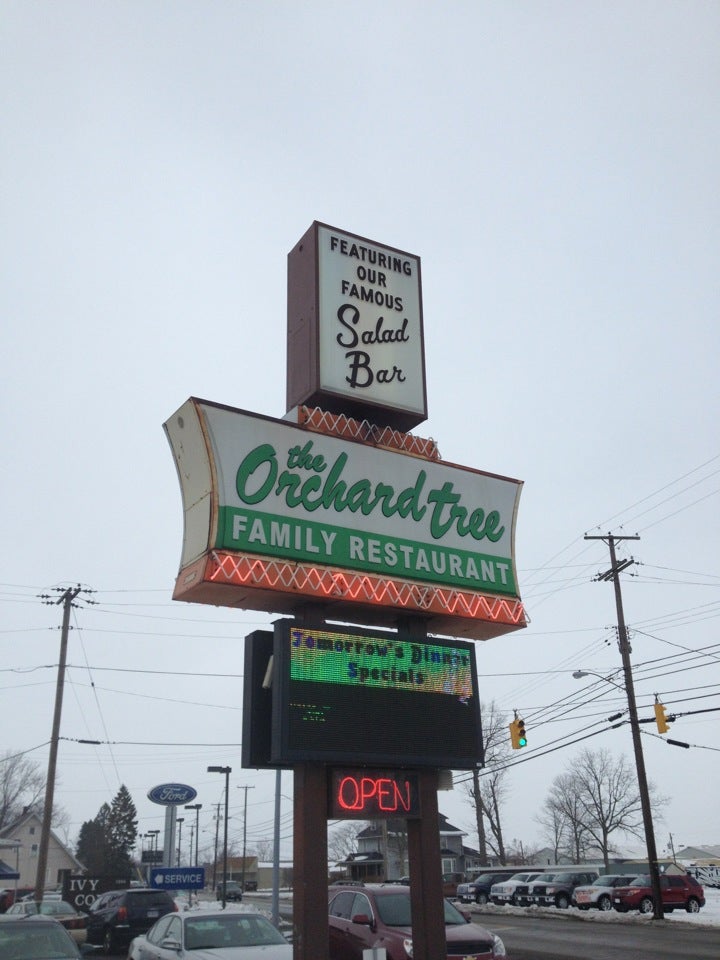 FEATURING
OUR
FAMOUS
Salad
Bar
the
Orchard tree
FAMILY RESTAURANT
Tomorrow's Dinner
Specials
OPEN
Ford
SERVICE
IVY